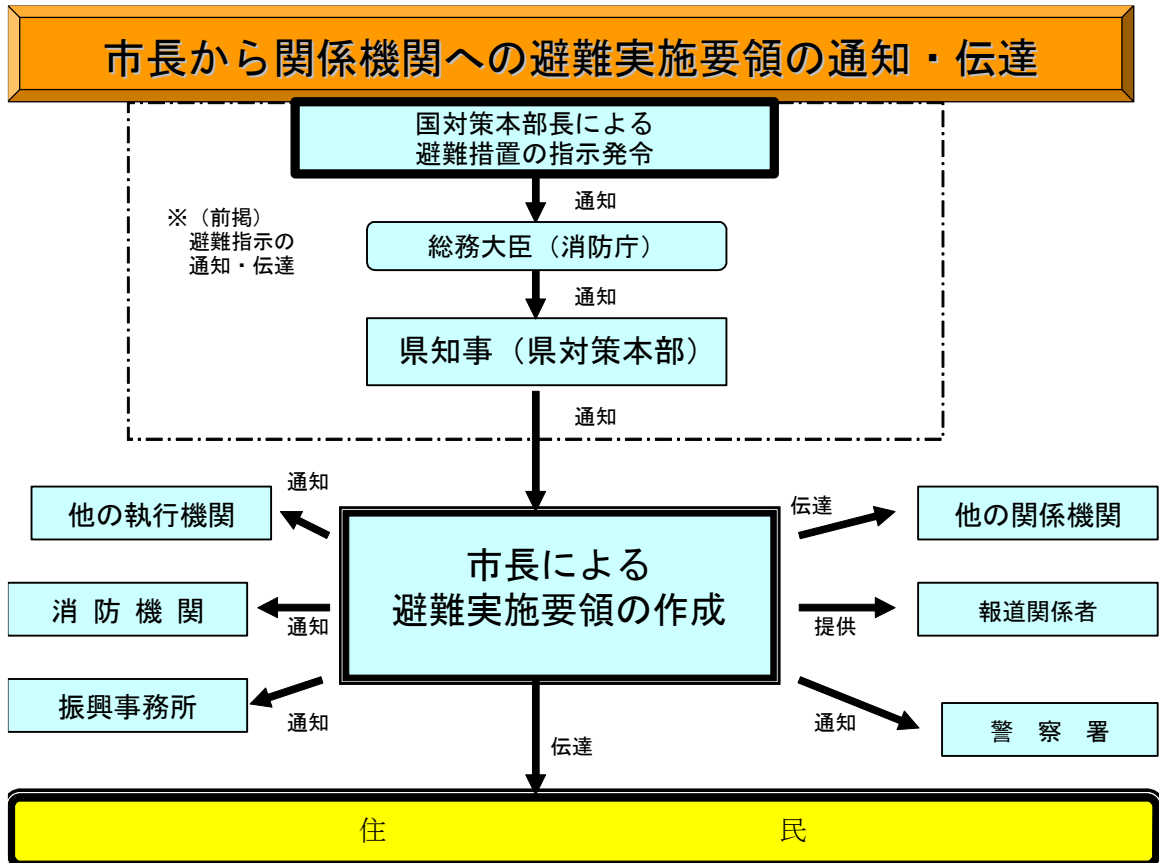 市長から関係機関への避難実施要領の通知・伝達
国対策本部長による
避難措置の指示発令
通知
※（前掲）
避難指示の
通知・伝達
総務大臣（消防庁）
通知
県知事（県対策本部）
通知
通知
他の執行機関
伝達
他の関係機関
市長による
避難実施要領の作成
消防機関
通知
提供
報道関係者
振興事務所
通知
通知
警察署
伝達
住民